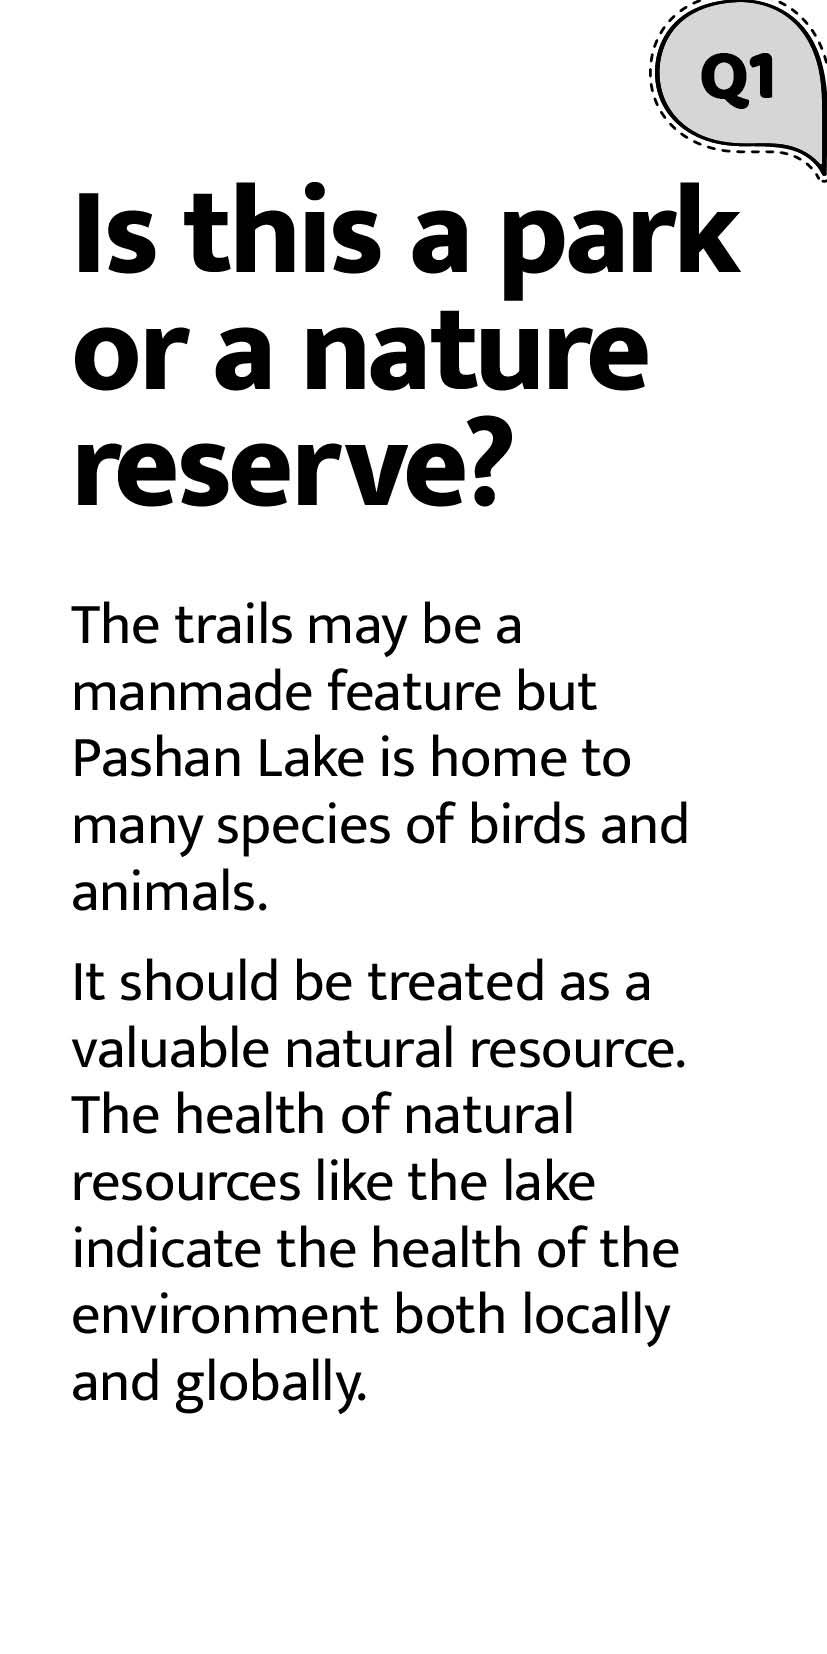 Q1
Is this a park
or a nature
reserve?
The trails may be a
manmade feature but
Pashan Lake is home to
many species of birds and
animals.
It should be treated as a
valuable natural resource.
The health of natural
resources like the lake
indicate the health of the
environment both locally
and globally.